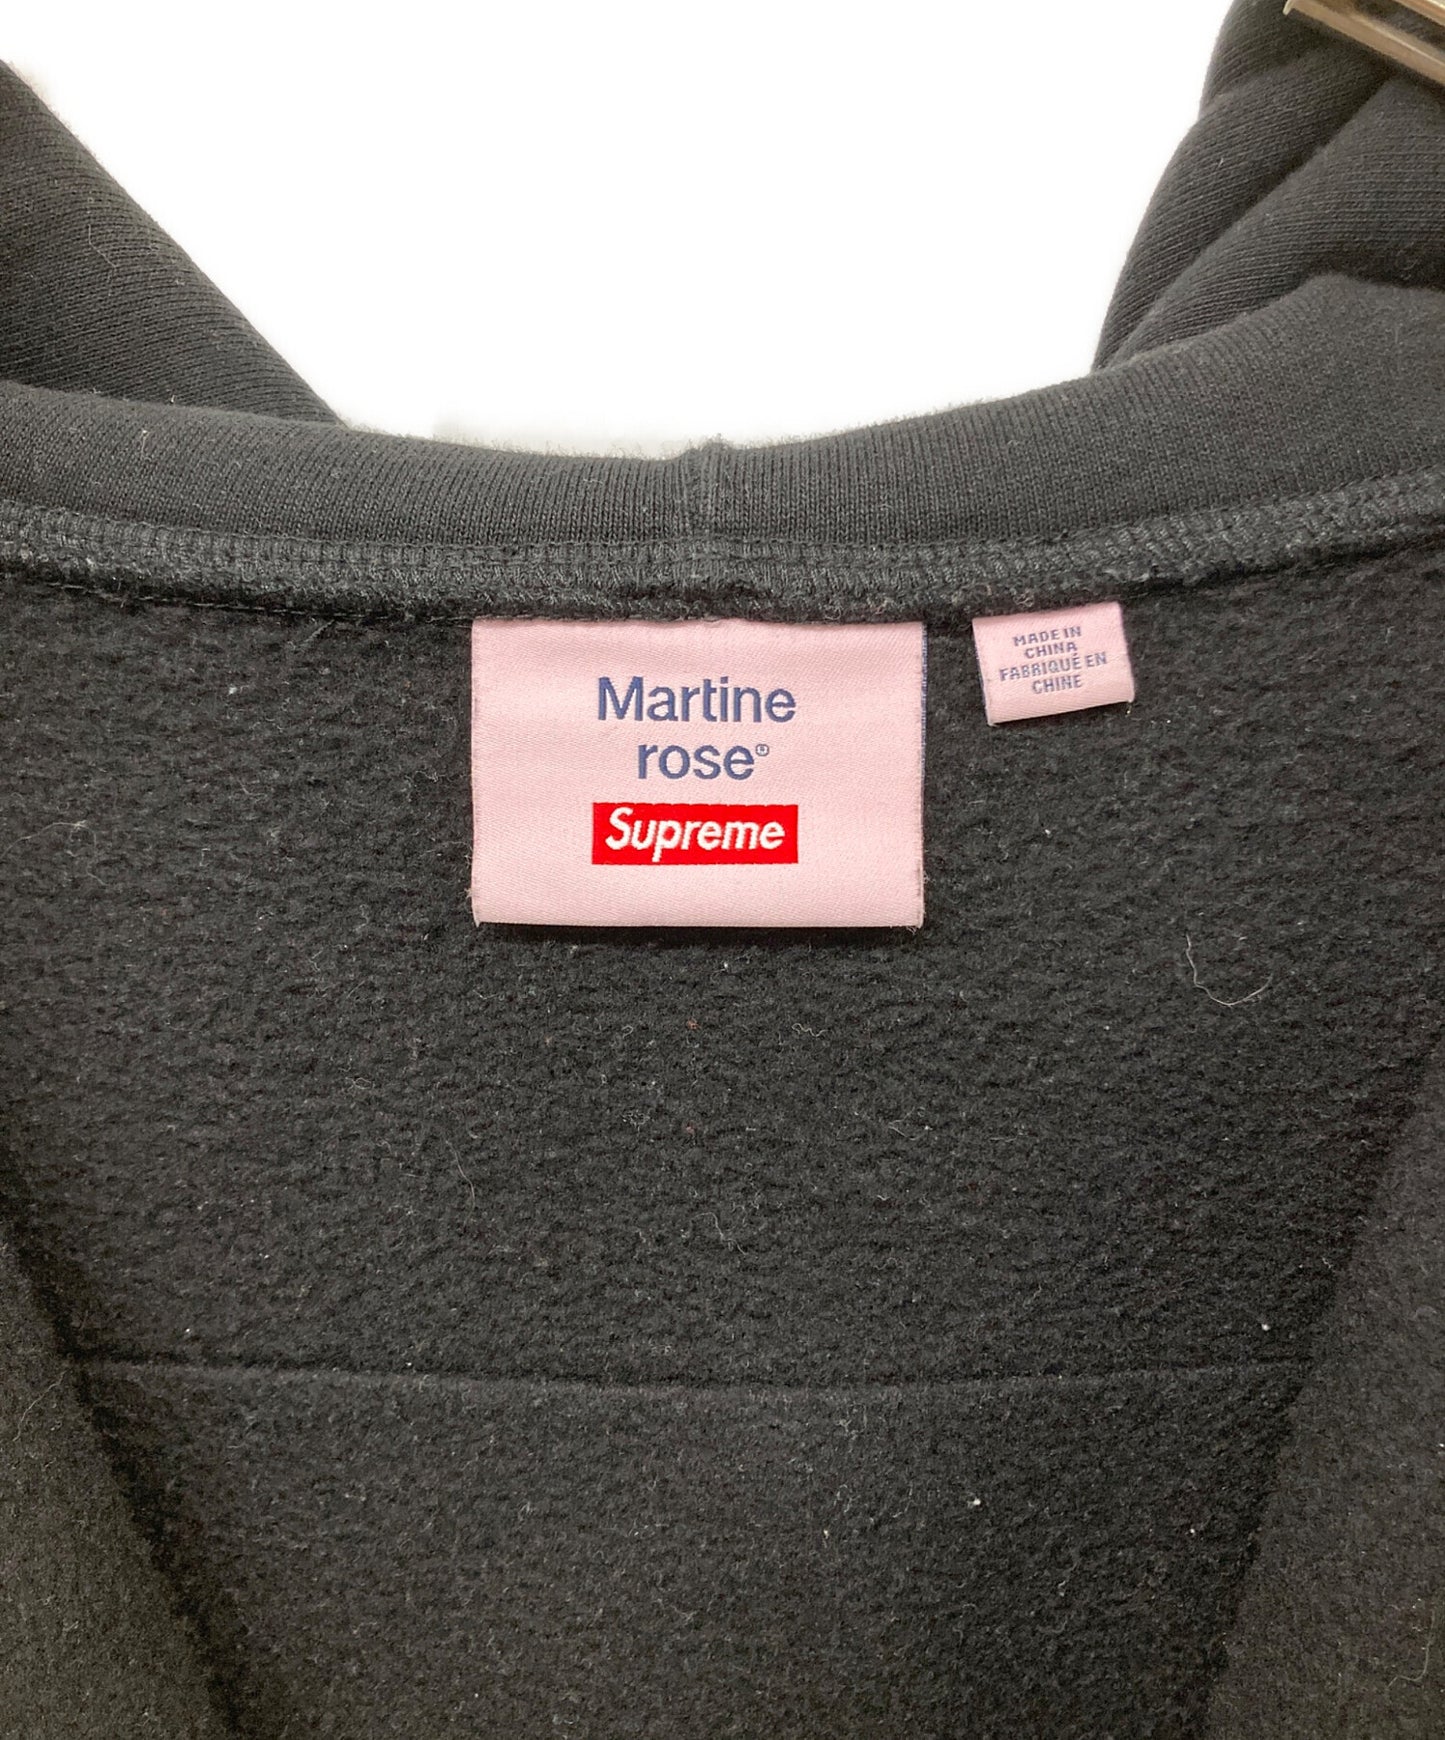 Martine
rose®
Supreme
MADE IN
CHINA
FABRIQUÉ EN
CHINE